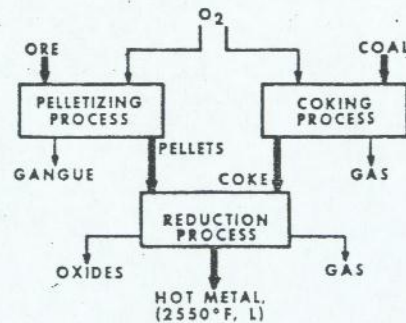 O2
ORE
COAL
PELLETIZING
PROCESS
COKING
PROCESS
PELLETS
GANGUE
COKE
GAS
REDUCTION
PROCESS
OXIDES
GAS
HOT METAL,
(2550°F, L)